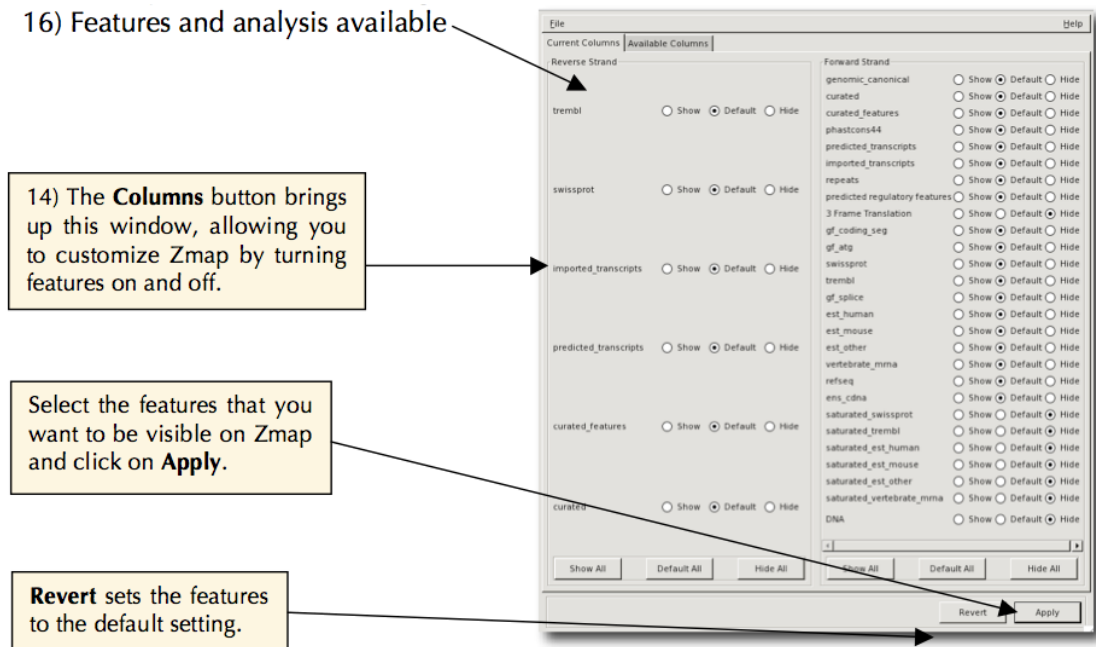 16) Features and analysis available
14) The Columns button brings
up this window, allowing you
to customize Zmap by turning
features on and off.
Select the features that you
want to be visible on Zmap
and click on Apply.
Revert sets the features
to the default setting.
File Help
Current Columns Available Columns
Reverse Strand
trembl Show Default Hide
swissprot Show Default Hide
imported_transcripts Show Default Hide
predicted_transcripts Show Default Hide
curated_features Show Default Hide
curated Show Default Hide
Show All Default All Hide All
Forward Strand
genomic_canonical Show Default Hide
curated Show Default Hide
curated_features Show Default Hide
phastcons44 Show Default Hide
predicted_transcripts Show Default Hide
imported_transcripts Show Default Hide
repeats Show Default Hide
predicted regulatory features Show Default Hide
3 Frame Translation Show Default Hide
gf_coding_seg Show Default Hide
gf_atg Show Default Hide
swissprot Show Default Hide
trembl Show Default Hide
gf_splice Show Default Hide
est_human Show Default Hide
est_mouse Show Default Hide
est_other Show Default Hide
vertebrate_mrna Show Default Hide
refseq Show Default Hide
ens_cdna Show Default Hide
saturated_swissprot Show Default Hide
saturated_trembl Show Default Hide
saturated_est_human Show Default Hide
saturated_est_mouse Show Default Hide
saturated_est_other Show Default Hide
saturated_vertebrate_mrna Show Default Hide
DNA Show Default Hide
Show All Default All Hide All
Revert Apply